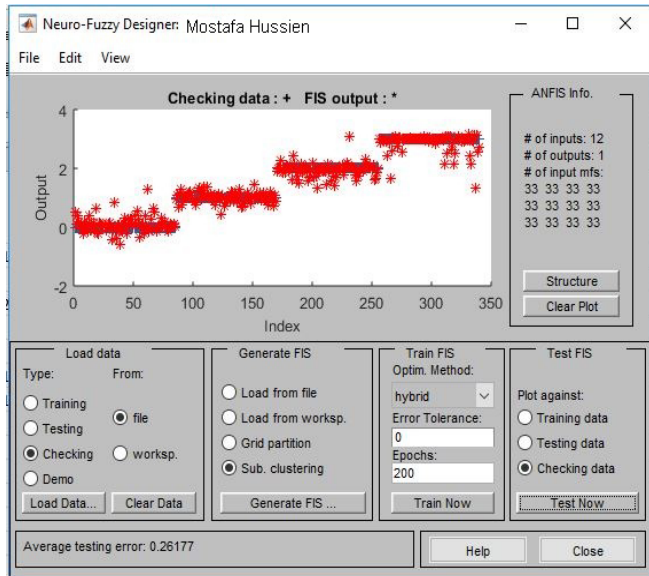 Neuro-Fuzzy Designer: Mostafa Hussien
File Edit View
Checking data : + FIS output : *
4
2
0
-2
Output
0 50 100 150 200 250 300 350
Index
ANFIS Info.
# of inputs: 12
# of outputs: 1
# of input mfs:
33 33 33 33
33 33 33 33
33 33 33 33
Structure
Clear Plot
Load data
Type: From:
Training
Testing
Checking
Demo
file
worksp.
Load Data... Clear Data
Generate FIS
Load from file
Load from worksp.
Grid partition
Sub. clustering
Generate FIS ...
Train FIS
Optim. Method:
hybrid
Error Tolerance:
0
Epochs:
200
Train Now
Test FIS
Plot against:
Training data
Testing data
Checking data
Test Now
Average testing error: 0.26177
Help Close